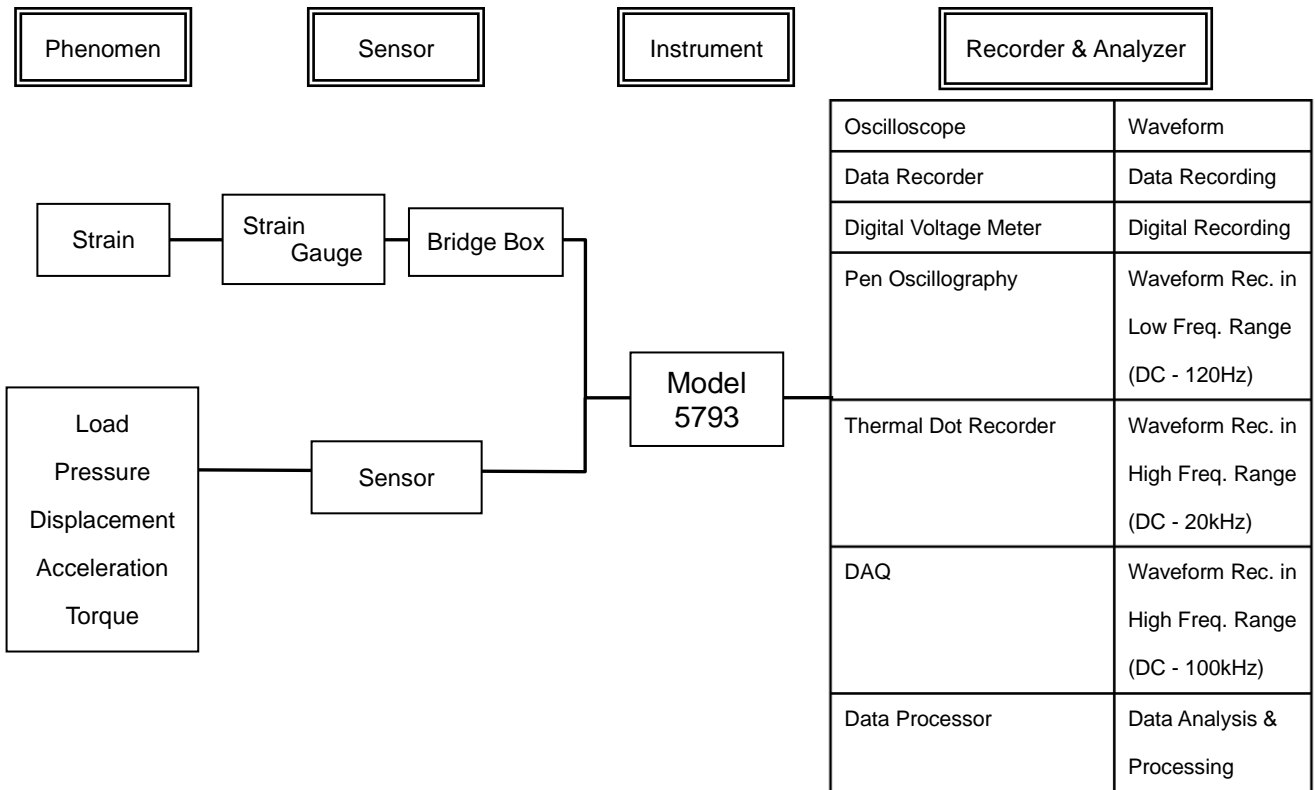 Phenomen
Sensor
Instrument
Recorder & Analyzer
Strain
Strain
Gauge
Bridge Box
Load
Pressure
Displacement
Acceleration
Torque
Sensor
Model
5793
Oscilloscope
Waveform
Data Recorder
Data Recording
Digital Voltage Meter
Digital Recording
Pen Oscillography
Waveform Rec. in
Low Freq. Range
(DC - 120Hz)
Thermal Dot Recorder
Waveform Rec. in
High Freq. Range
(DC - 20kHz)
DAQ
Waveform Rec. in
High Freq. Range
(DC - 100kHz)
Data Processor
Data Analysis &
Processing